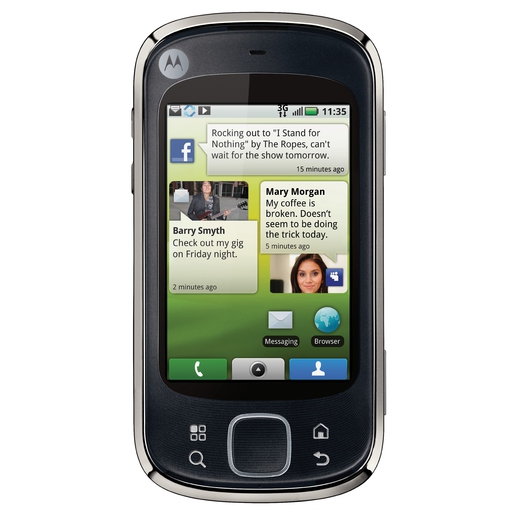 3G 11:35
Rocking out to "I Stand for
Nothing" by The Ropes, can't
wait for the show tomorrow.
15 minutes ago
Barry Smyth
Check out my gig
on Friday night.
2 minutes ago
Mary Morgan
My coffee is
broken. Doesn't
seem to be doing
the trick today.
5 minutes ago
Messaging
Browser